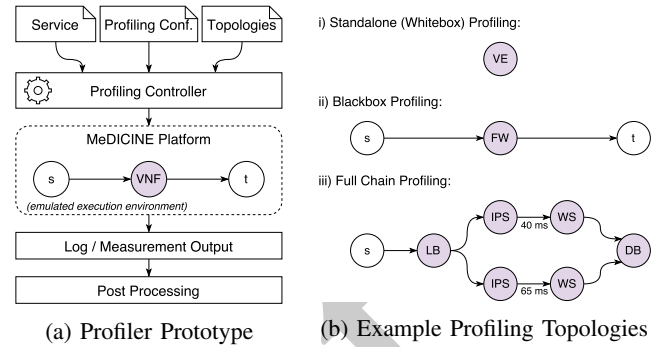 Service
Profiling Conf.
Topologies
Profiling Controller
MeDICINE Platform
s
VNF
t
(emulated execution environment)
Log / Measurement Output
Post Processing
(a) Profiler Prototype
i) Standalone (Whitebox) Profiling:
VE
ii) Blackbox Profiling:
s
FW
t
iii) Full Chain Profiling:
IPS
40 ms
WS
s
LB
DB
IPS
65 ms
WS
(b) Example Profiling Topologies